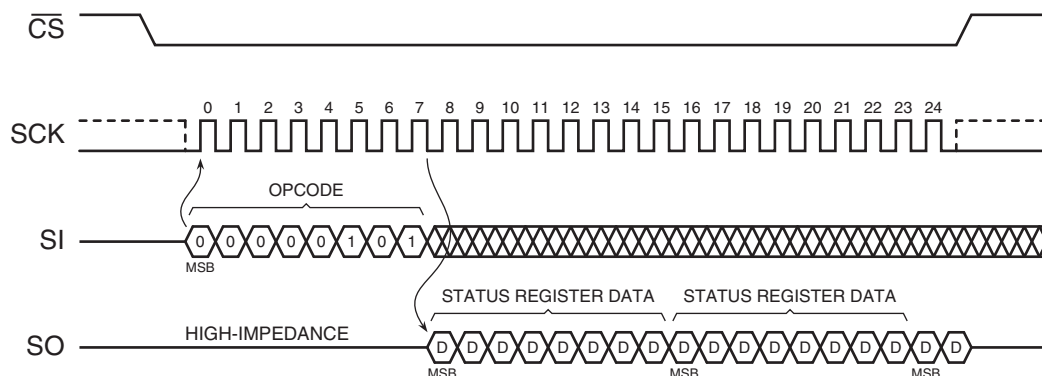 CS
0 1 2 3 4 5 6 7 8 9 10 11 12 13 14 15 16 17 18 19 20 21 22 23 24
SCK
OPCODE
SI 0 0 0 0 0 1 0 1
MSB
STATUS REGISTER DATA STATUS REGISTER DATA
HIGH-IMPEDANCE
SO D D D D D D D D D D D D D D D D D D
MSB MSB MSB